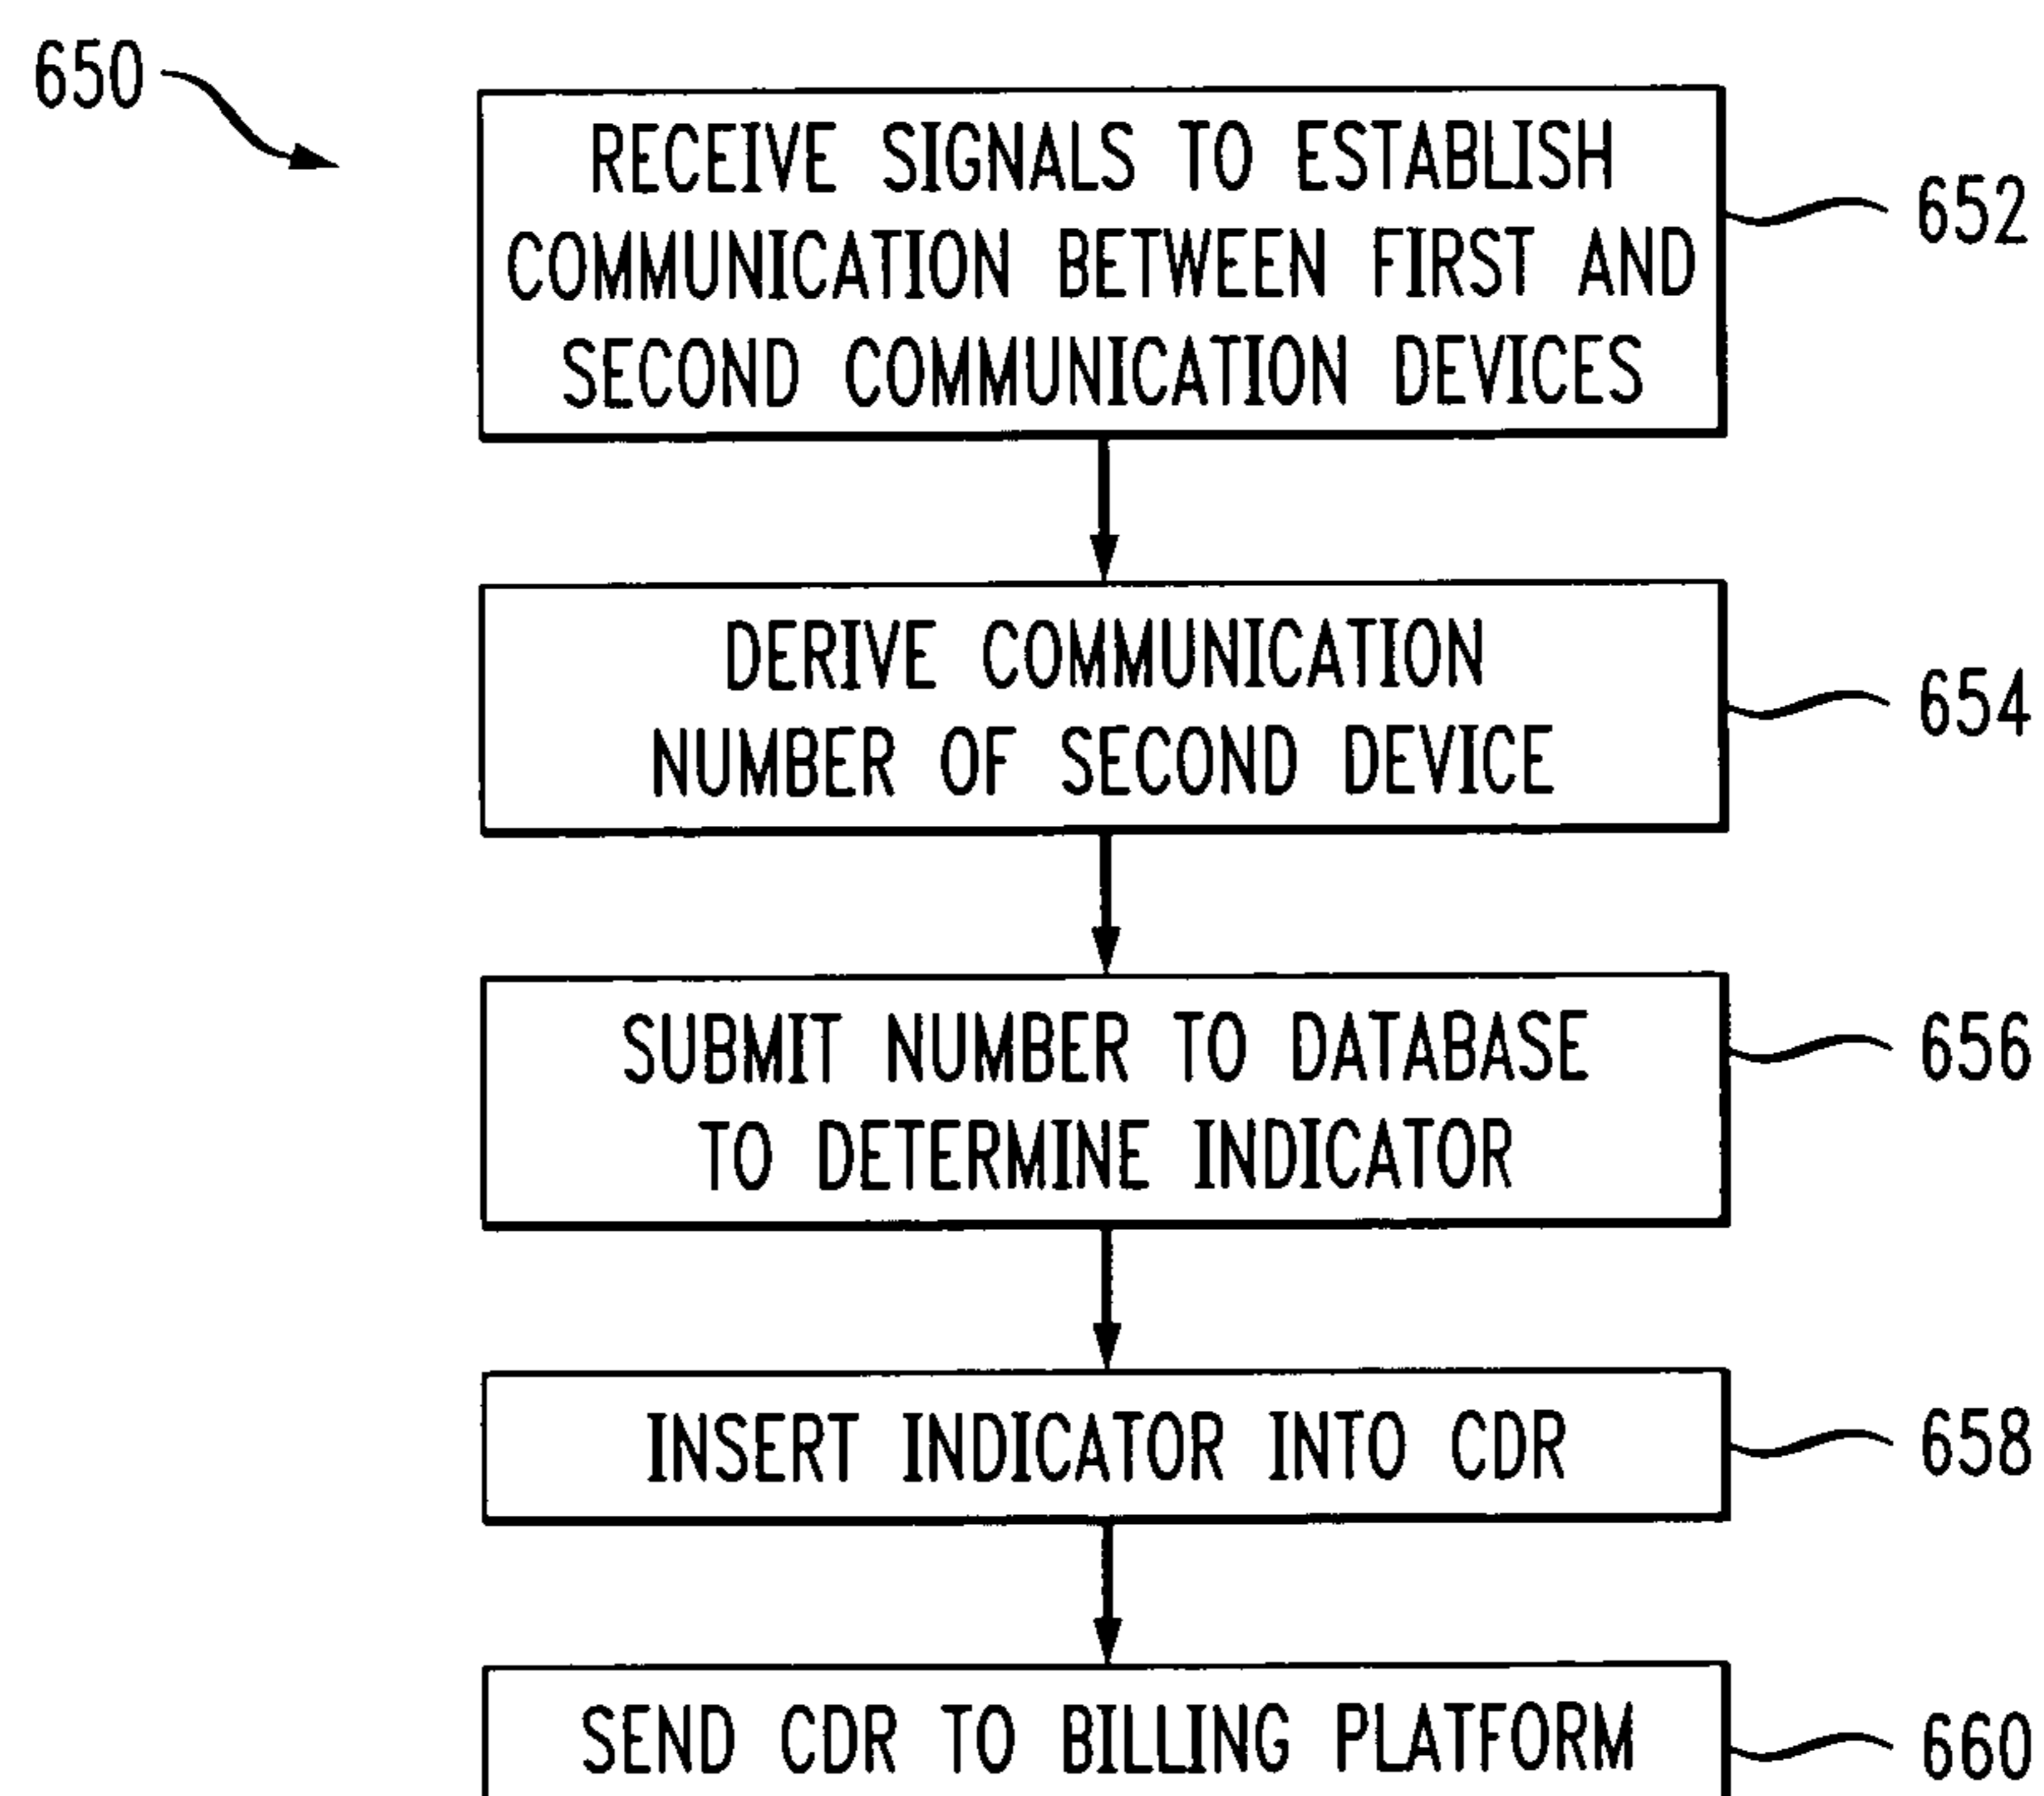 650
RECEIVE SIGNALS TO ESTABLISH
COMMUNICATION BETWEEN FIRST AND
SECOND COMMUNICATION DEVICES
652
DERIVE COMMUNICATION
NUMBER OF SECOND DEVICE
654
SUBMIT NUMBER TO DATABASE
TO DETERMINE INDICATOR
656
INSERT INDICATOR INTO CDR
658
SEND CDR TO BILLING PLATFORM
660